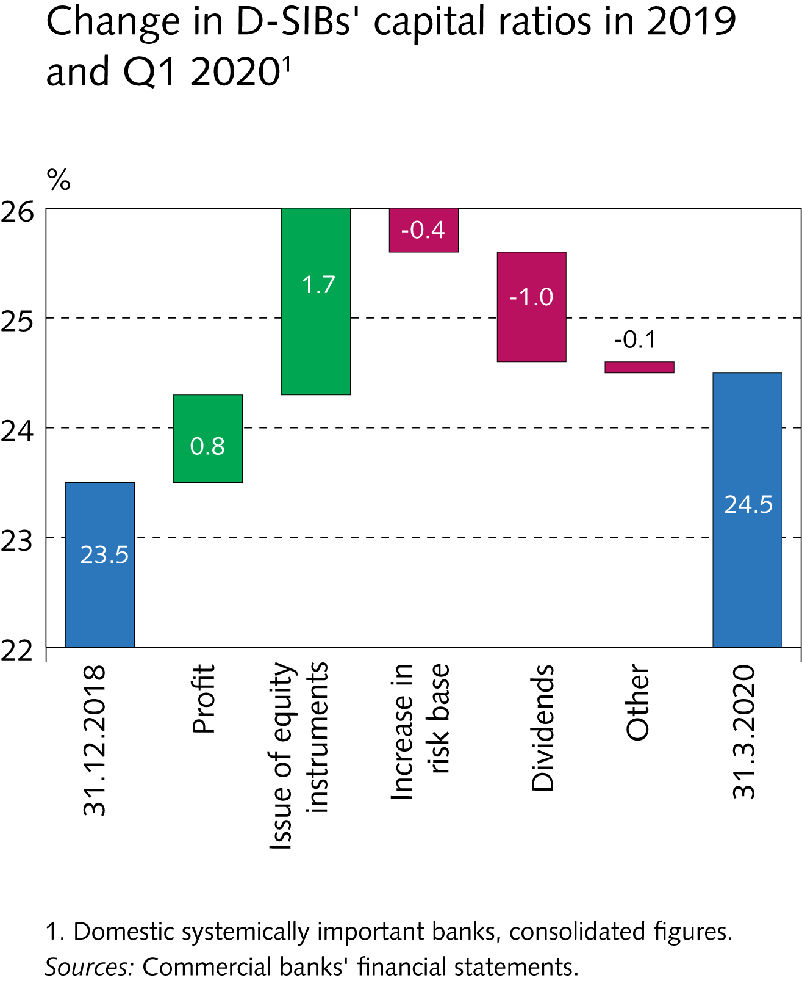 Change in D-SIBs' capital ratios in 2019
and Q1 2020¹
%
26
25
24
23
22
23.5
0.8
1.7
-0.4
-1.0
-0.1
24.5
31.12.2018
Profit
Issue of equity
instruments
Increase in
risk base
Dividends
Other
31.3.2020
1. Domestic systemically important banks, consolidated figures.
Sources: Commercial banks' financial statements.